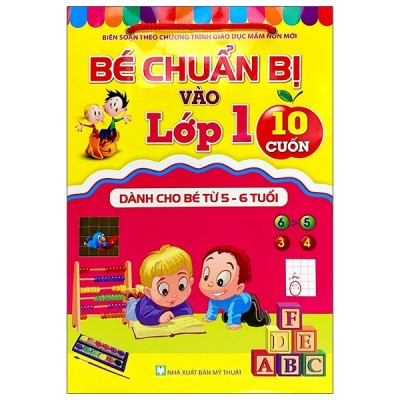 BIÊN SOẠN THEO CHƯƠNG TRÌNH GIÁO DỤC MẦM NON MỚI
BÉ CHUẨN BỊ
VÀO
Lớp 1
10
CUỐN
DÀNH CHO BÉ TỪ 5 - 6 TUỔI
6 > 5
3 4
F
D E
A B C
NHÀ XUẤT BẢN MỸ THUẬT